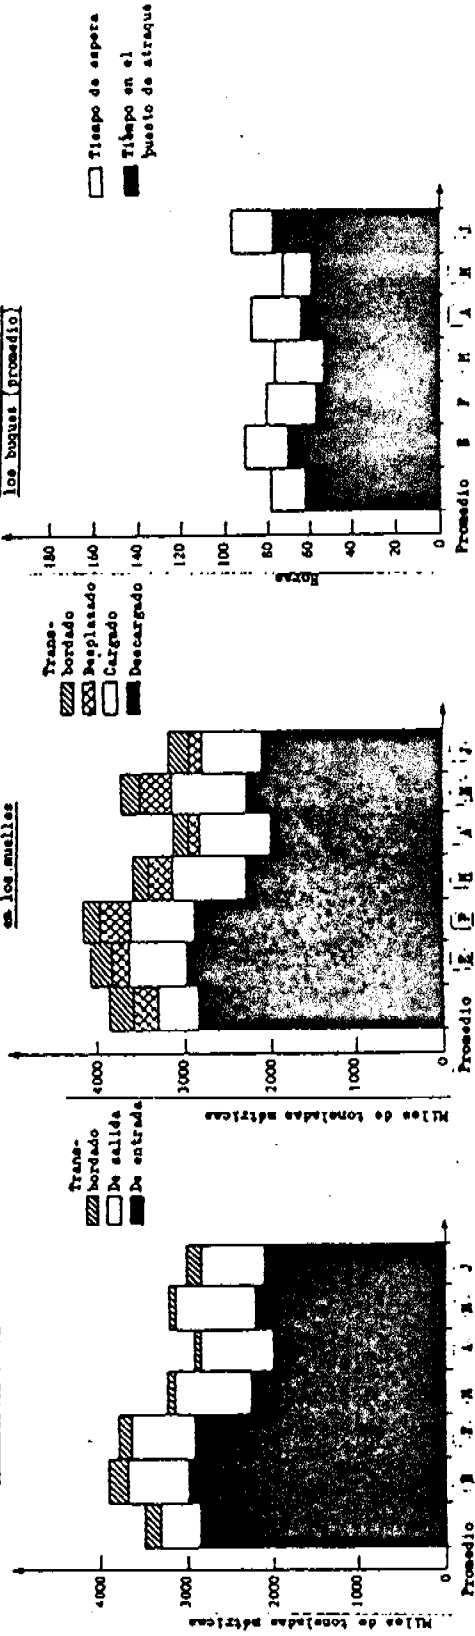 Miles de toneladas métricas
4000
3000
2000
1000
0
Promedio E F M A M J
Trans-
bordado
De salida
De entrada
en los muelles
Miles de toneladas métricas
4000
3000
2000
1000
0
Promedio E F M A M J
Trans-
bordado
Desplazado
Cargado
Descargado
los buques (promedio)
Horas
180
160
140
120
100
80
60
40
20
0
Promedio E F M A M J
Tiempo de espera
Tiempo en el
puesto de atraque